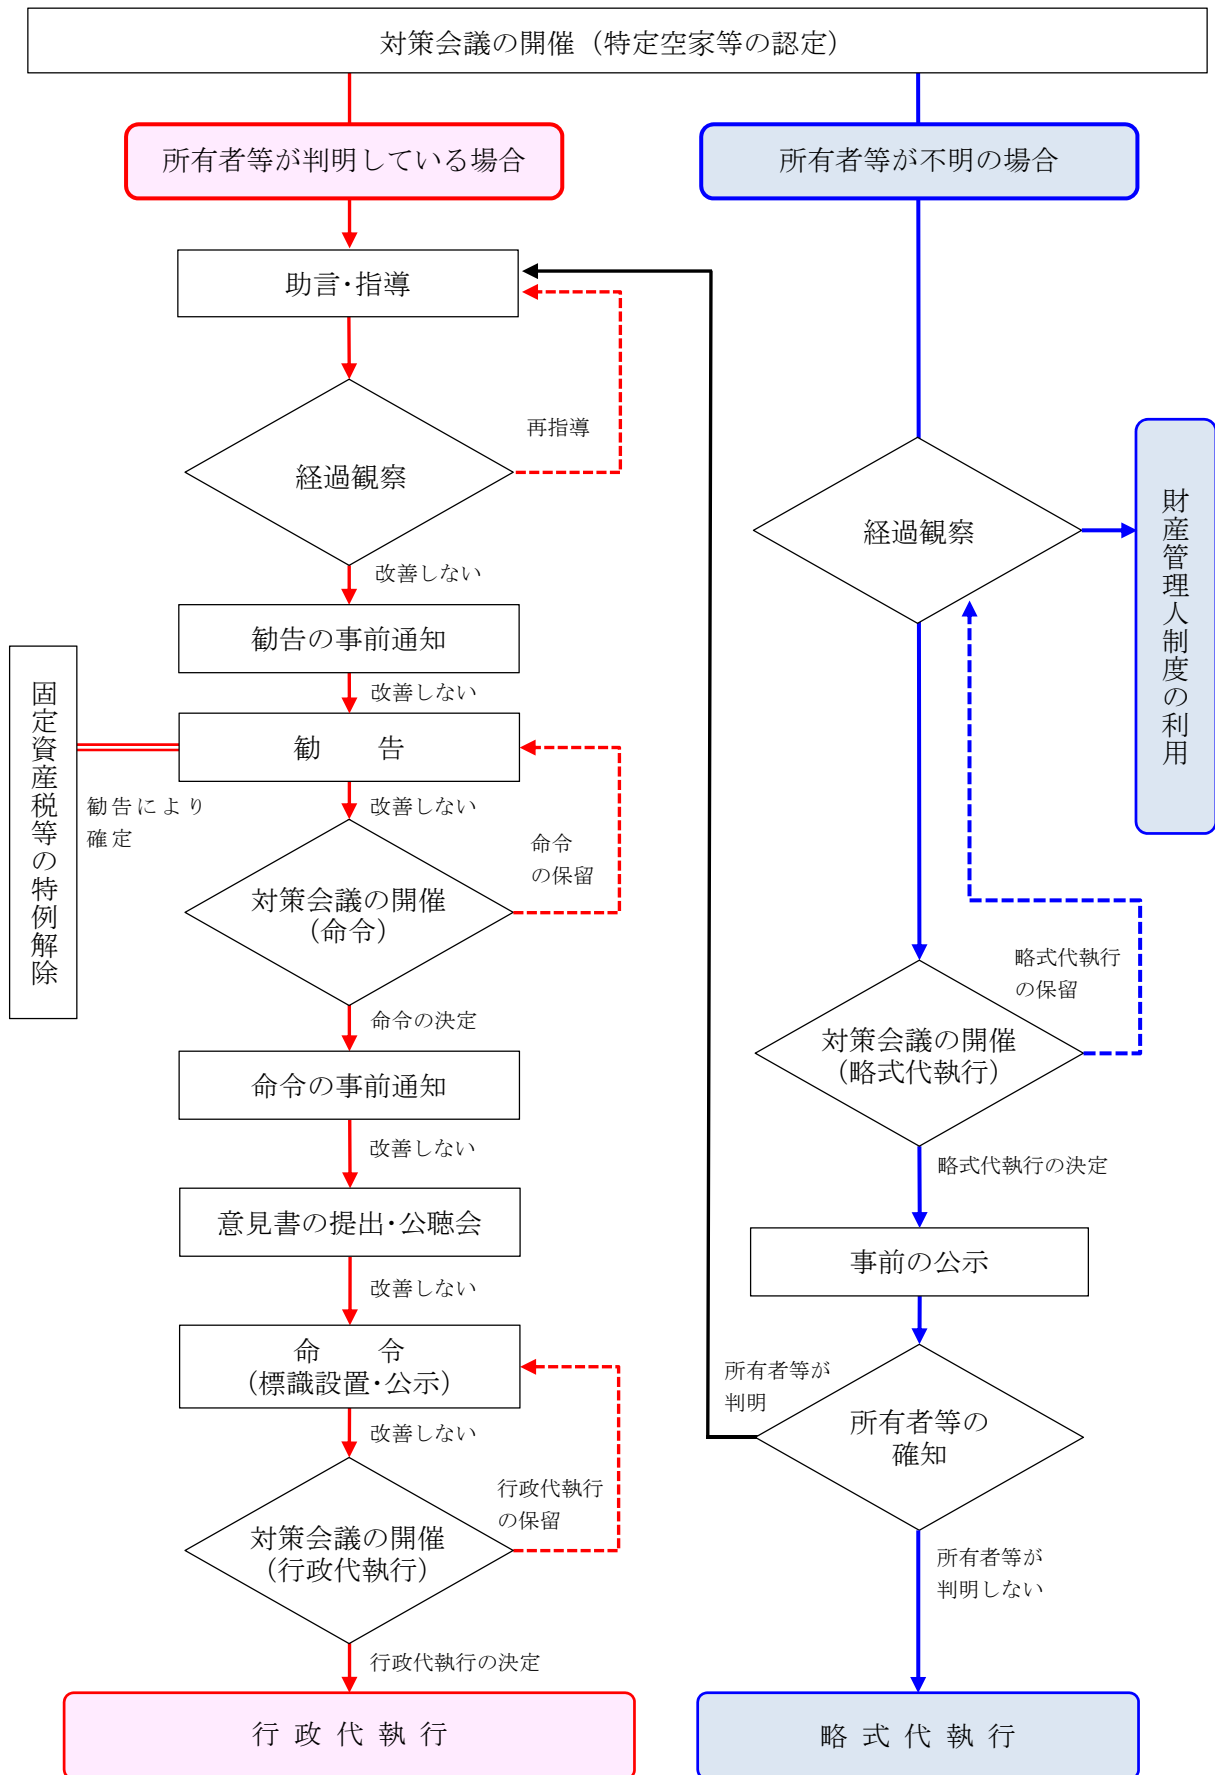 対策会議の開催（特定空家等の認定）
所有者等が判明している場合
助言・指導
再指導
経過観察
改善しない
勧告の事前通知
改善しない
勧　　告
固定資産税等の特例解除
勧告により
確定
改善しない
命令
の保留
対策会議の開催
（命令）
命令の決定
命令の事前通知
改善しない
意見書の提出・公聴会
改善しない
命　　令
（標識設置・公示）
改善しない
行政代執行
の保留
対策会議の開催
（行政代執行）
行政代執行の決定
行政代執行
所有者等が不明の場合
経過観察
財産管理人制度の利用
略式代執行
の保留
対策会議の開催
（略式代執行）
略式代執行の決定
事前の公示
所有者等が
判明
所有者等の
確知
所有者等が
判明しない
略式代執行